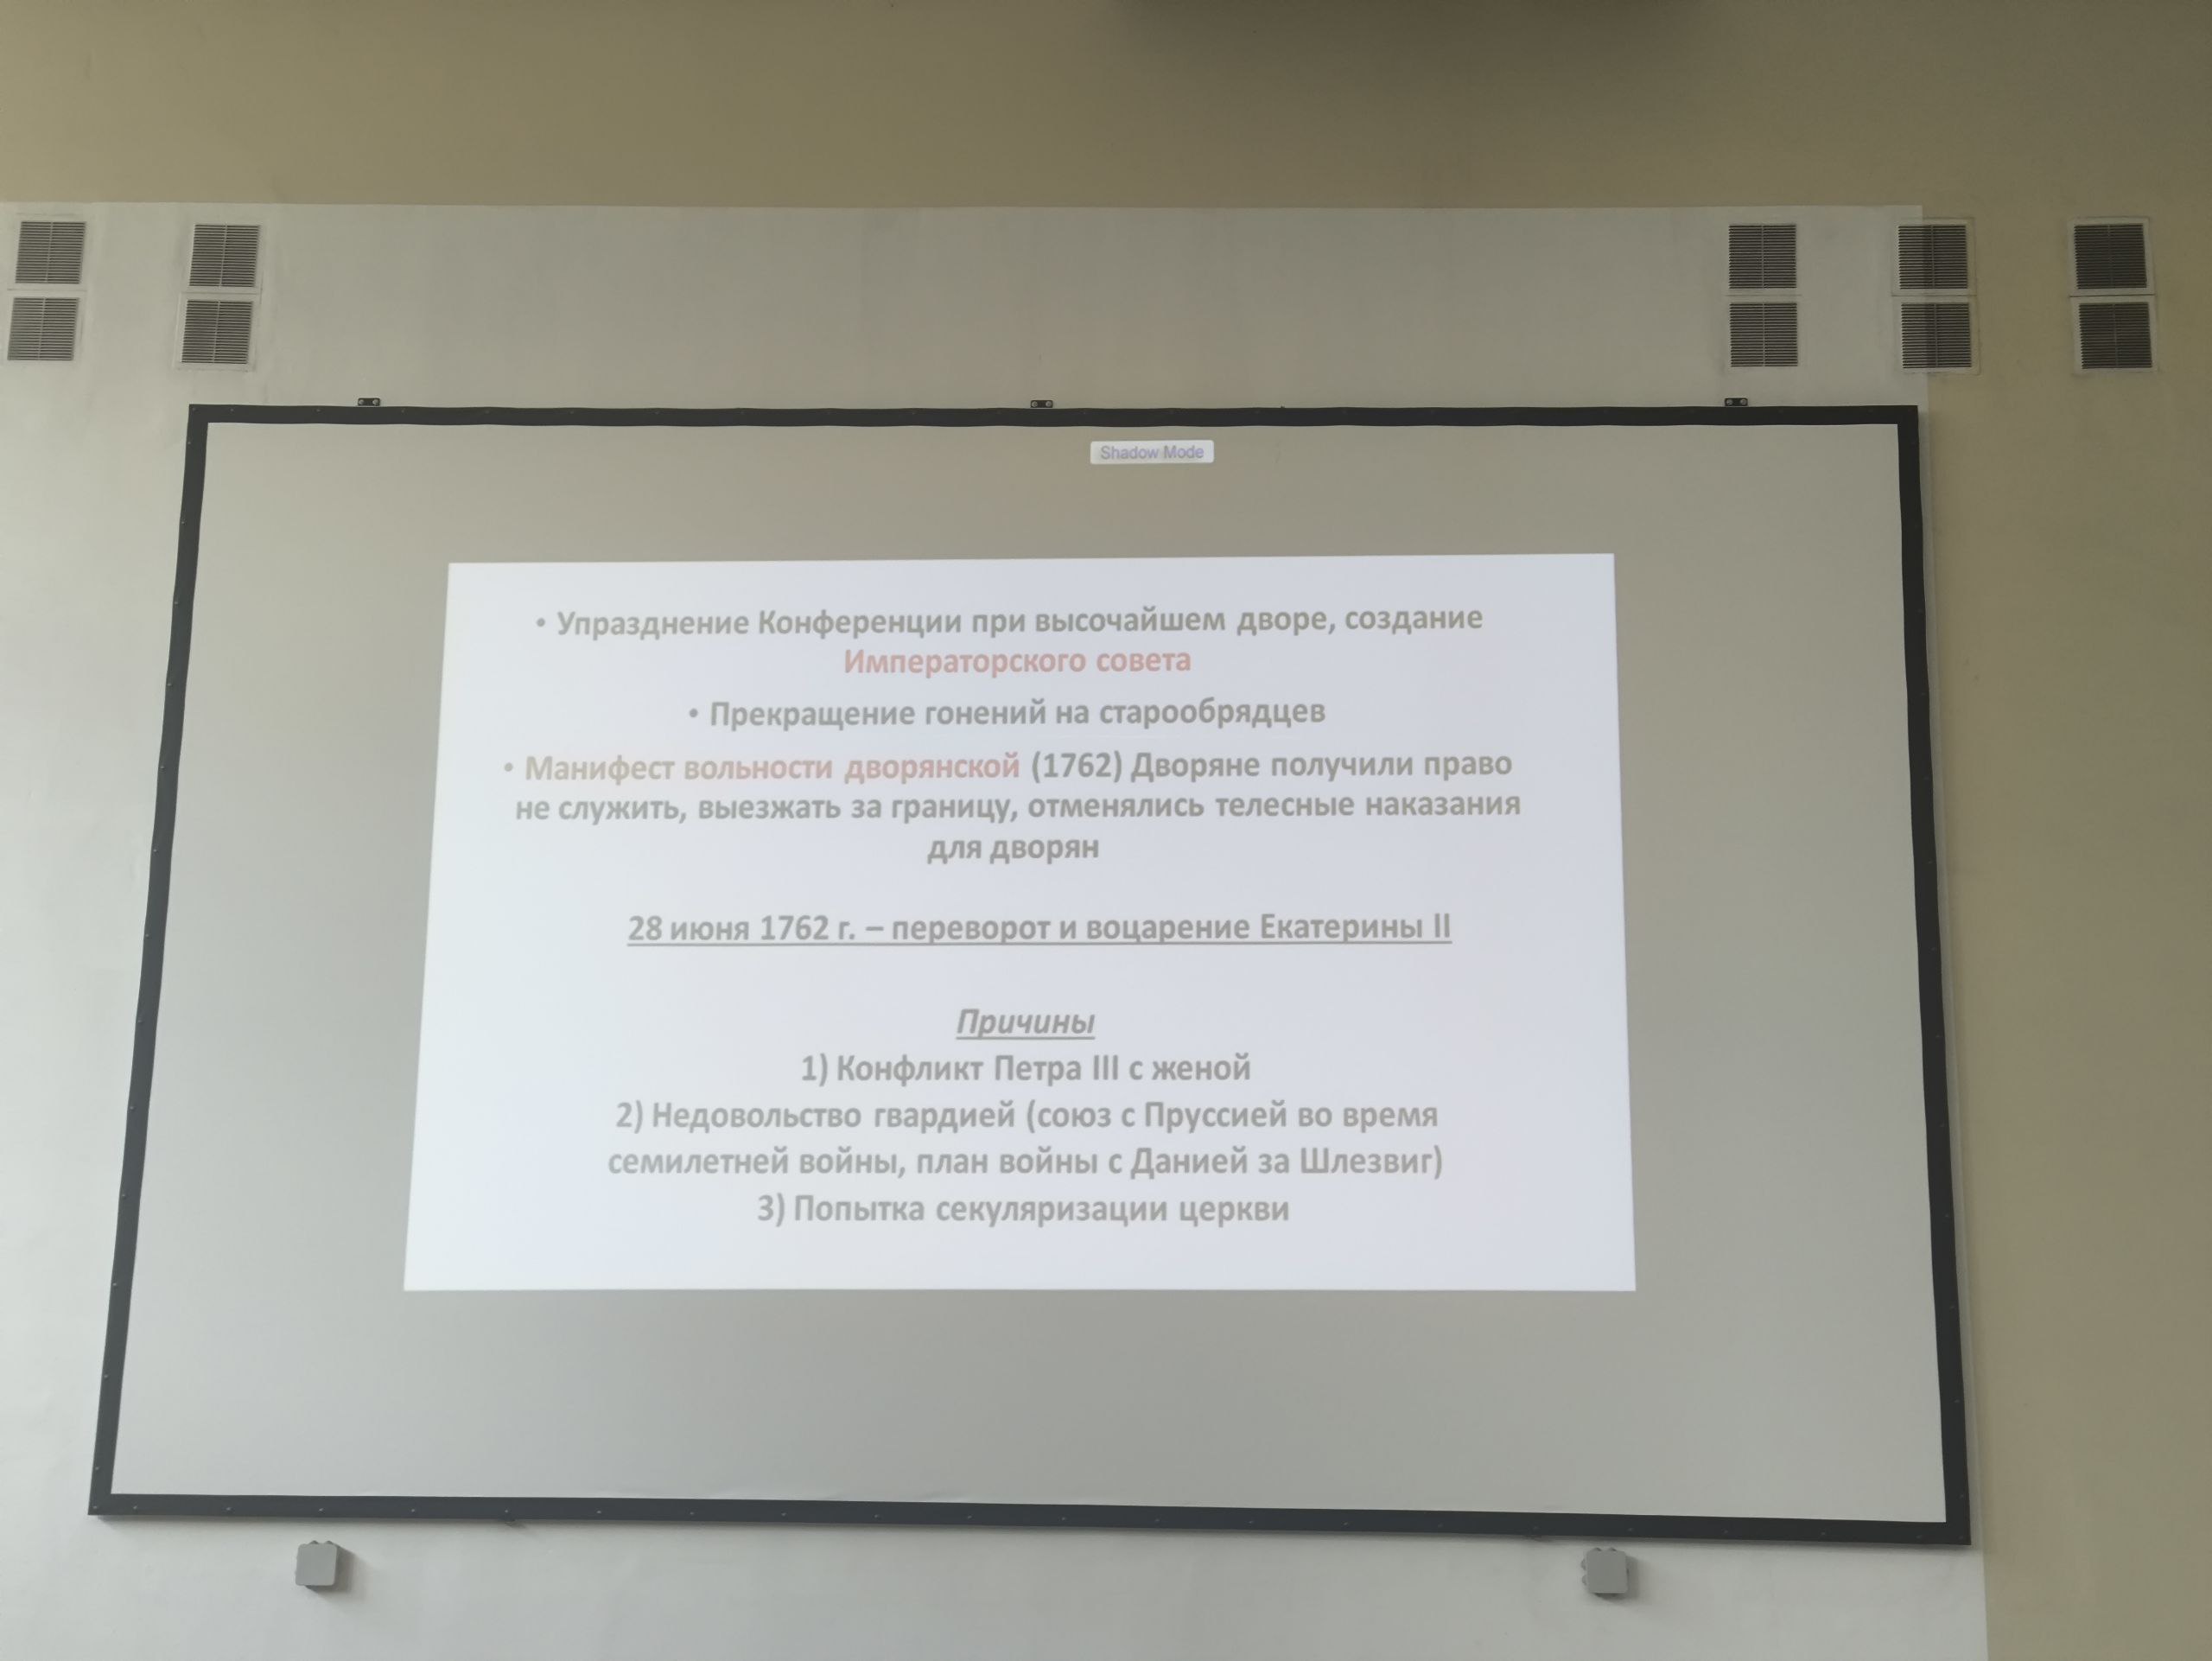 Shadow Mode
• Упразднение Конференции при высочайшем дворе, создание
Императорского совета
• Прекращение гонений на старообрядцев
• Манифест вольности дворянской (1762) Дворяне получили право
не служить, выезжать за границу, отменялись телесные наказания
для дворян
28 июня 1762 г. – переворот и воцарение Екатерины II
Причины
1) Конфликт Петра III с женой
2) Недовольство гвардией (союз с Пруссией во время
семилетней войны, план войны с Данией за Шлезвиг)
3) Попытка секуляризации церкви